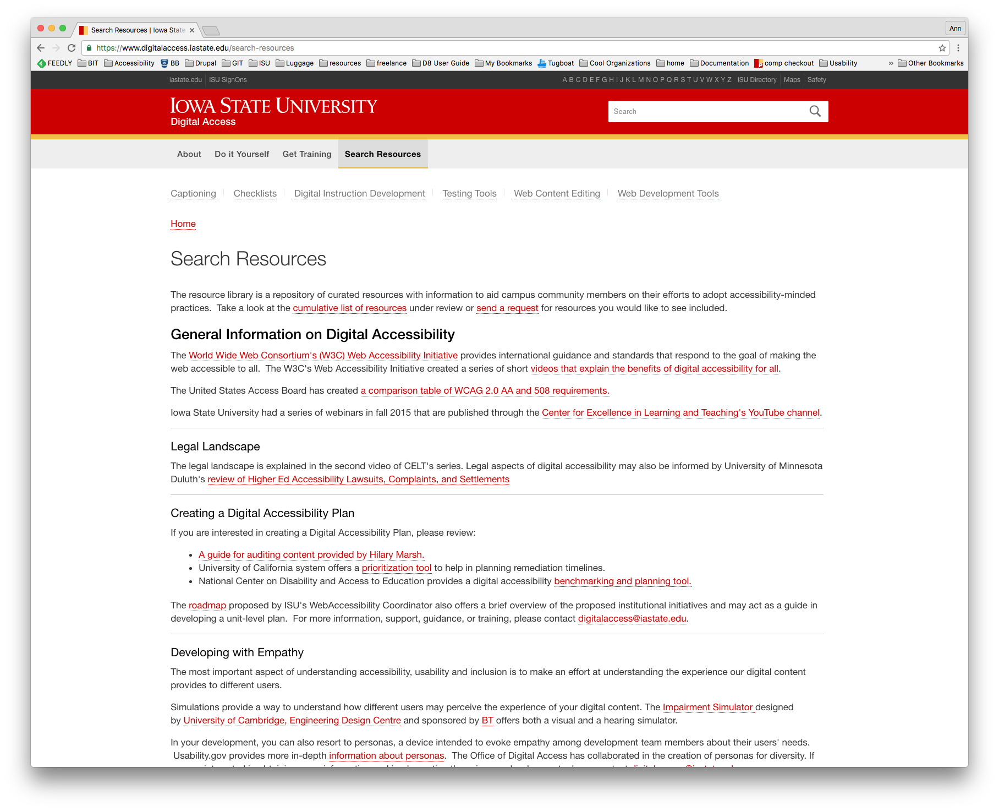 Search Resources | Iowa State
Ann
https://www.digitalaccess.iastate.edu/search-resources
FEEDLY BIT Accessibility BB Drupal GIT ISU Luggage resources freelance D8 User Guide My Bookmarks Tugboat Cool Organizations home Documentation comp checkout Usability » Other Bookmarks
iastate.edu ISU SignOns A B C D E F G H I J K L M N O P Q R S T U V W X Y Z ISU Directory Maps Safety
IOWA STATE UNIVERSITY
Digital Access
Search
About Do it Yourself Get Training Search Resources
Captioning Checklists Digital Instruction Development Testing Tools Web Content Editing Web Development Tools
Home
Search Resources
The resource library is a repository of curated resources with information to aid campus community members on their efforts to adopt accessibility-minded
practices. Take a look at the cumulative list of resources under review or send a request for resources you would like to see included.
General Information on Digital Accessibility
The World Wide Web Consortium's (W3C) Web Accessibility Initiative provides international guidance and standards that respond to the goal of making the
web accessible to all. The W3C's Web Accessibility Initiative created a series of short videos that explain the benefits of digital accessibility for all.
The United States Access Board has created a comparison table of WCAG 2.0 AA and 508 requirements.
Iowa State University had a series of webinars in fall 2015 that are published through the Center for Excellence in Learning and Teaching's YouTube channel.
Legal Landscape
The legal landscape is explained in the second video of CELT's series. Legal aspects of digital accessibility may also be informed by University of Minnesota
Duluth's review of Higher Ed Accessibility Lawsuits, Complaints, and Settlements
Creating a Digital Accessibility Plan
If you are interested in creating a Digital Accessibility Plan, please review:
• A guide for auditing content provided by Hilary Marsh.
• University of California system offers a prioritization tool to help in planning remediation timelines.
• National Center on Disability and Access to Education provides a digital accessibility benchmarking and planning tool.
The roadmap proposed by ISU's WebAccessibility Coordinator also offers a brief overview of the proposed institutional initiatives and may act as a guide in
developing a unit-level plan. For more information, support, guidance, or training, please contact digitalaccess@iastate.edu.
Developing with Empathy
The most important aspect of understanding accessibility, usability and inclusion is to make an effort at understanding the experience our digital content
provides to different users.
Simulations provide a way to understand how different users may perceive the experience of your digital content. The Impairment Simulator designed
by University of Cambridge, Engineering Design Centre and sponsored by BT offers both a visual and a hearing simulator.
In your development, you can also resort to personas, a device intended to evoke empathy among development team members about their users' needs.
Usability.gov provides more in-depth information about personas. The Office of Digital Access has collaborated in the creation of personas for diversity. If